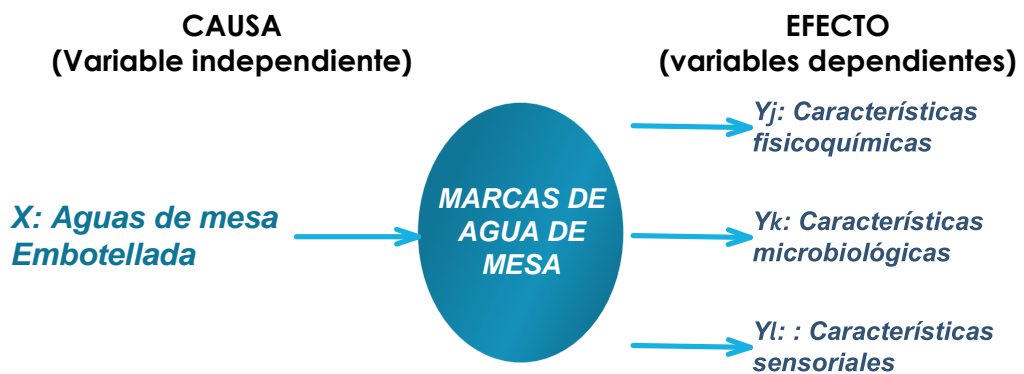 CAUSA
(Variable independiente)
EFECTO
(variables dependientes)
X: Aguas de mesa
Embotellada
MARCAS DE
AGUA DE
MESA
Yj: Características
fisicoquímicas
Yk: Características
microbiológicas
Yl: : Características
sensoriales